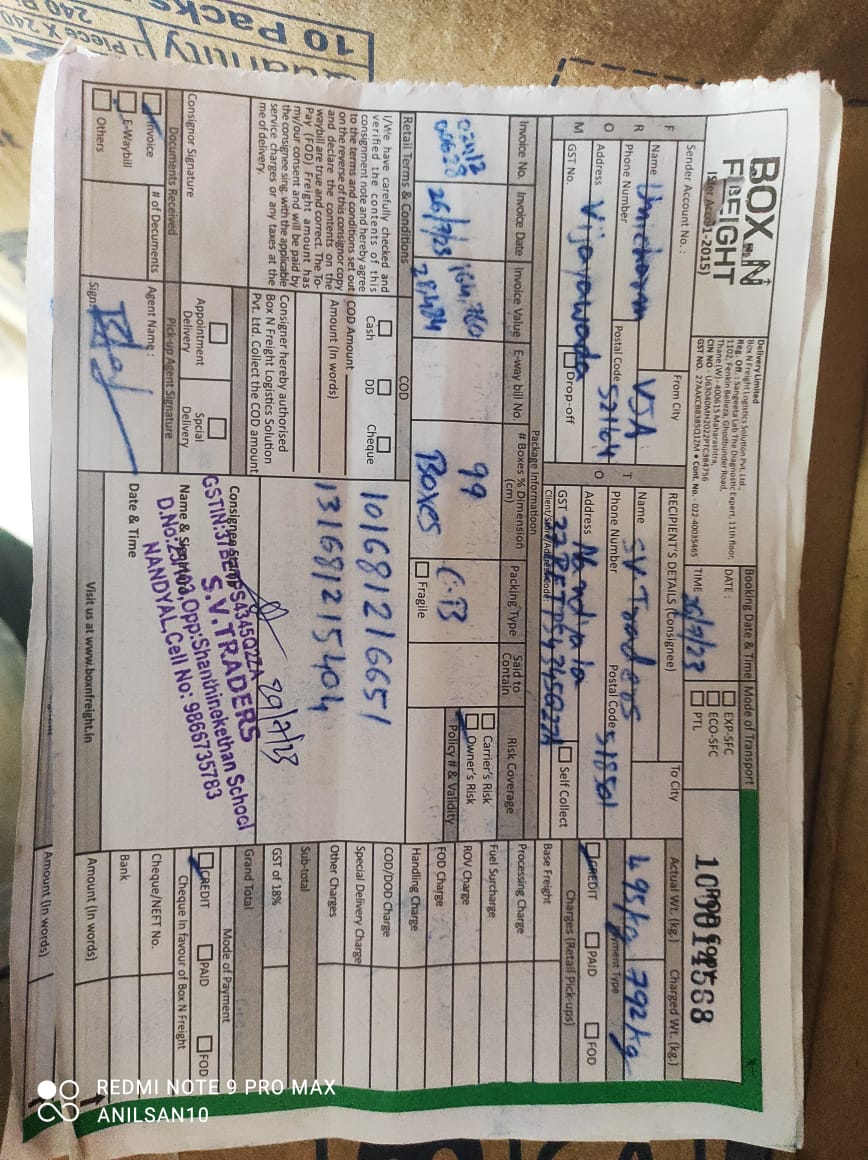 BOX N FREIGHT
Delivery Limited
Box N Freight Logistics Solution Pvt. Ltd.,
Reg. Off. : Sangeeta Lab The Diagnostic Expert, 11th floor,
1102, Fenkin Belleza, Ghodbunder Road,
Thane (W) - 400615 Maharashtra,
CIN NO - U63040MH2022PTC384756
GST NO. 27AAKCB8385Q1ZM • Cont. No. - 022-40035465
Booking Date & Time
DATE :
TIME 26/7/23
Mode of Transport
EXP-SFC
ECO-SFC
PTL
POD Copy
FROM
Sender Account No. :
From City
VJA
Name Unicharm
Phone Number
Postal Code 52164
Address Vijayawada
GST No.
Drop-off
TO
RECIPIENT'S DETAILS (Consignee)
To City
Name SV Traders
Phone Number
Postal Code 518501
Address Nandyala
GST
Self Collect
Client/Store/Address Code:
Actual Wt. (kg.)
Charged Wt. (kg.)
495/kg
792/kg
Payment Type
CREDIT
PAID
FOD
Charges (Retail Pick-ups)
Base Freight
Processing Charge
Fuel Surcharge
ROV Charge
FOD Charge
Handling Charge
COD/DOD Charge
Special Delivery Charge
Other Charges
Sub-total
GST of 18%
Grand Total
Mode of Payment
CREDIT
PAID
FOD
Cheque In favour of Box N Freight
Cheque/NEFT No.
Bank
Amount (In words)
Amount (In words)
Package Informatioon
Invoice No.
Invoice Date
Invoice Value
E-way bill No.
# Boxes % Dimension (cm)
Packing Type
Said to Contain
Risk Coverage
00628
26/7/23
164,760
28,484
99
Boxes
C-B
Fragile
Carrier's Risk
Owner's Risk
Policy # & Validity
Retail Terms & Conditions
I/We have carefully checked and
verified the contents of this
consignment note and hereby agree
to the terms and conditions set out
on the reverse of this consignor copy
and declare the contents on the
waybill are true and correct. The To-
Pay (FOD) Freight amount has
my/our consent and will be paid by
the consignee sing. with the applicable
service charges or any taxes at the
me of delivery.
Consignor Signature
COD
Cash
DD
Cheque
COD Amount
Amount (In words)
Consigner hereby authorised
Box N Freight Logistics Solution
Pvt. Ltd. Collect the COD amount
Appointment Delivery
Spcial Delivery
101681216651
131681215404
29/7/23
Consignee Stamp
GSTIN:37BETPS4345Q2ZA
S.V.TRADERS
Name & Signature
Opp:Shanthinekethan School
NANDYAL,Cell No: 9866735783
Date & Time
Documents Received
Invoice
E-Waybill
Others
# of Documents
Pick-up Agent Signature
Agent Name :
Sign:
Visit us at www.boxnfreight.in
REDMI NOTE 9 PRO MAX
ANILSAN10
10 Packs